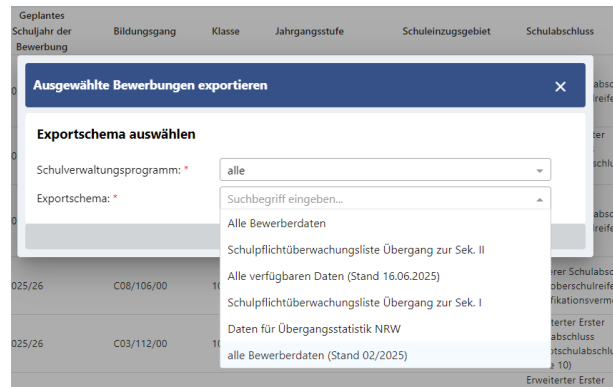 Geplantes
Schuljahr der
Bewerbung
Bildungsgang
Klasse
Jahrgangsstufe
Schuleinzugsgebiet
Schulabschluss
Ausgewählte Bewerbungen exportieren
Exportschema auswählen
Schulverwaltungsprogramm: *
alle
Exportschema: *
Suchbegriff eingeben...
Alle Bewerberdaten
Schulpflichtüberwachungsliste Übergang zur Sek. II
Alle verfügbaren Daten (Stand 16.06.2025)
Schulpflichtüberwachungsliste Übergang zur Sek. I
Daten für Übergangsstatistik NRW
alle Bewerberdaten (Stand 02/2025)
025/26
C08/106/00
10
025/26
C03/112/00
10
Erweiterter Erster